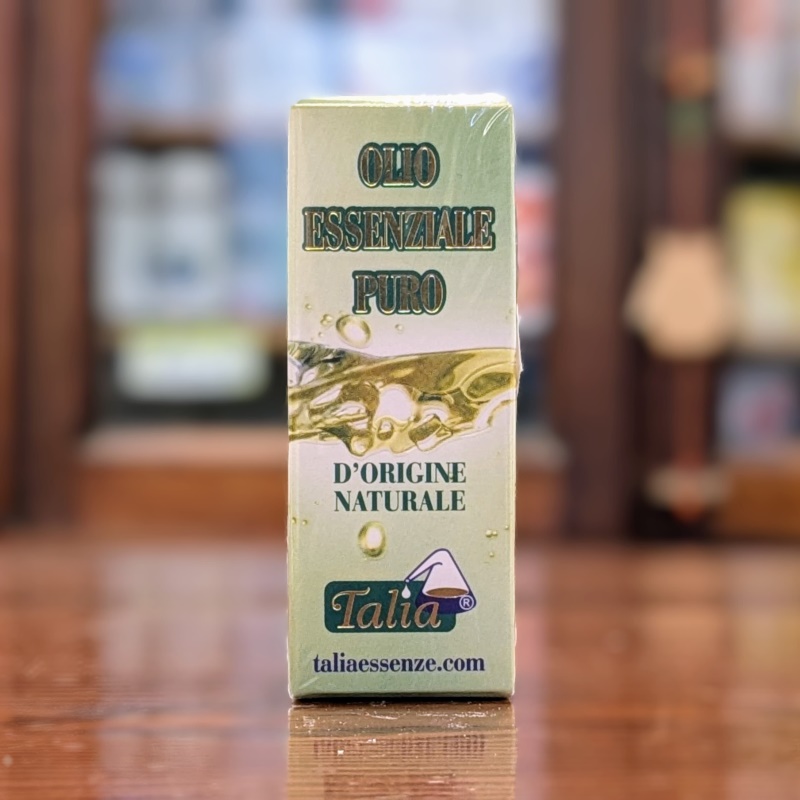 OLIO
ESSENZIALE
PURO
D'ORIGINE
NATURALE
Talia®
taliaessenze.com